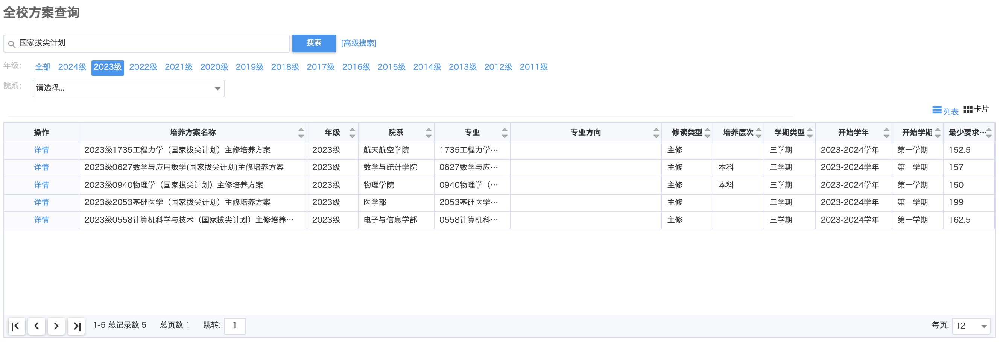 全校方案查询
国家拔尖计划 搜索 [高级搜索]
年级: 全部 2024级 2023级 2022级 2021级 2020级 2019级 2018级 2017级 2016级 2015级 2014级 2013级 2012级 2011级
院系: 请选择...
列表 卡片
操作 培养方案名称 年级 院系 专业 专业方向 修读类型 培养层次 学期类型 开始学年 开始学期 最少要求…
详情 2023级1735工程力学（国家拔尖计划）主修培养方案 2023级 航天航空学院 1735工程力学… 主修 三学期 2023-2024学年 第一学期 152.5
详情 2023级0627数学与应用数学(国家拔尖计划)主修培养方案 2023级 数学与统计学院 0627数学与应… 主修 本科 三学期 2023-2024学年 第一学期 157
详情 2023级0940物理学（国家拔尖计划）主修培养方案 2023级 物理学院 0940物理学（… 主修 本科 三学期 2023-2024学年 第一学期 150
详情 2023级2053基础医学（国家拔尖计划）主修培养方案 2023级 医学部 2053基础医学… 主修 三学期 2023-2024学年 第一学期 199
详情 2023级0558计算机科学与技术（国家拔尖计划）主修培养… 2023级 电子与信息学部 0558计算机科… 主修 三学期 2023-2024学年 第一学期 162.5
1-5 总记录数 5 总页数 1 跳转: 1 每页: 12